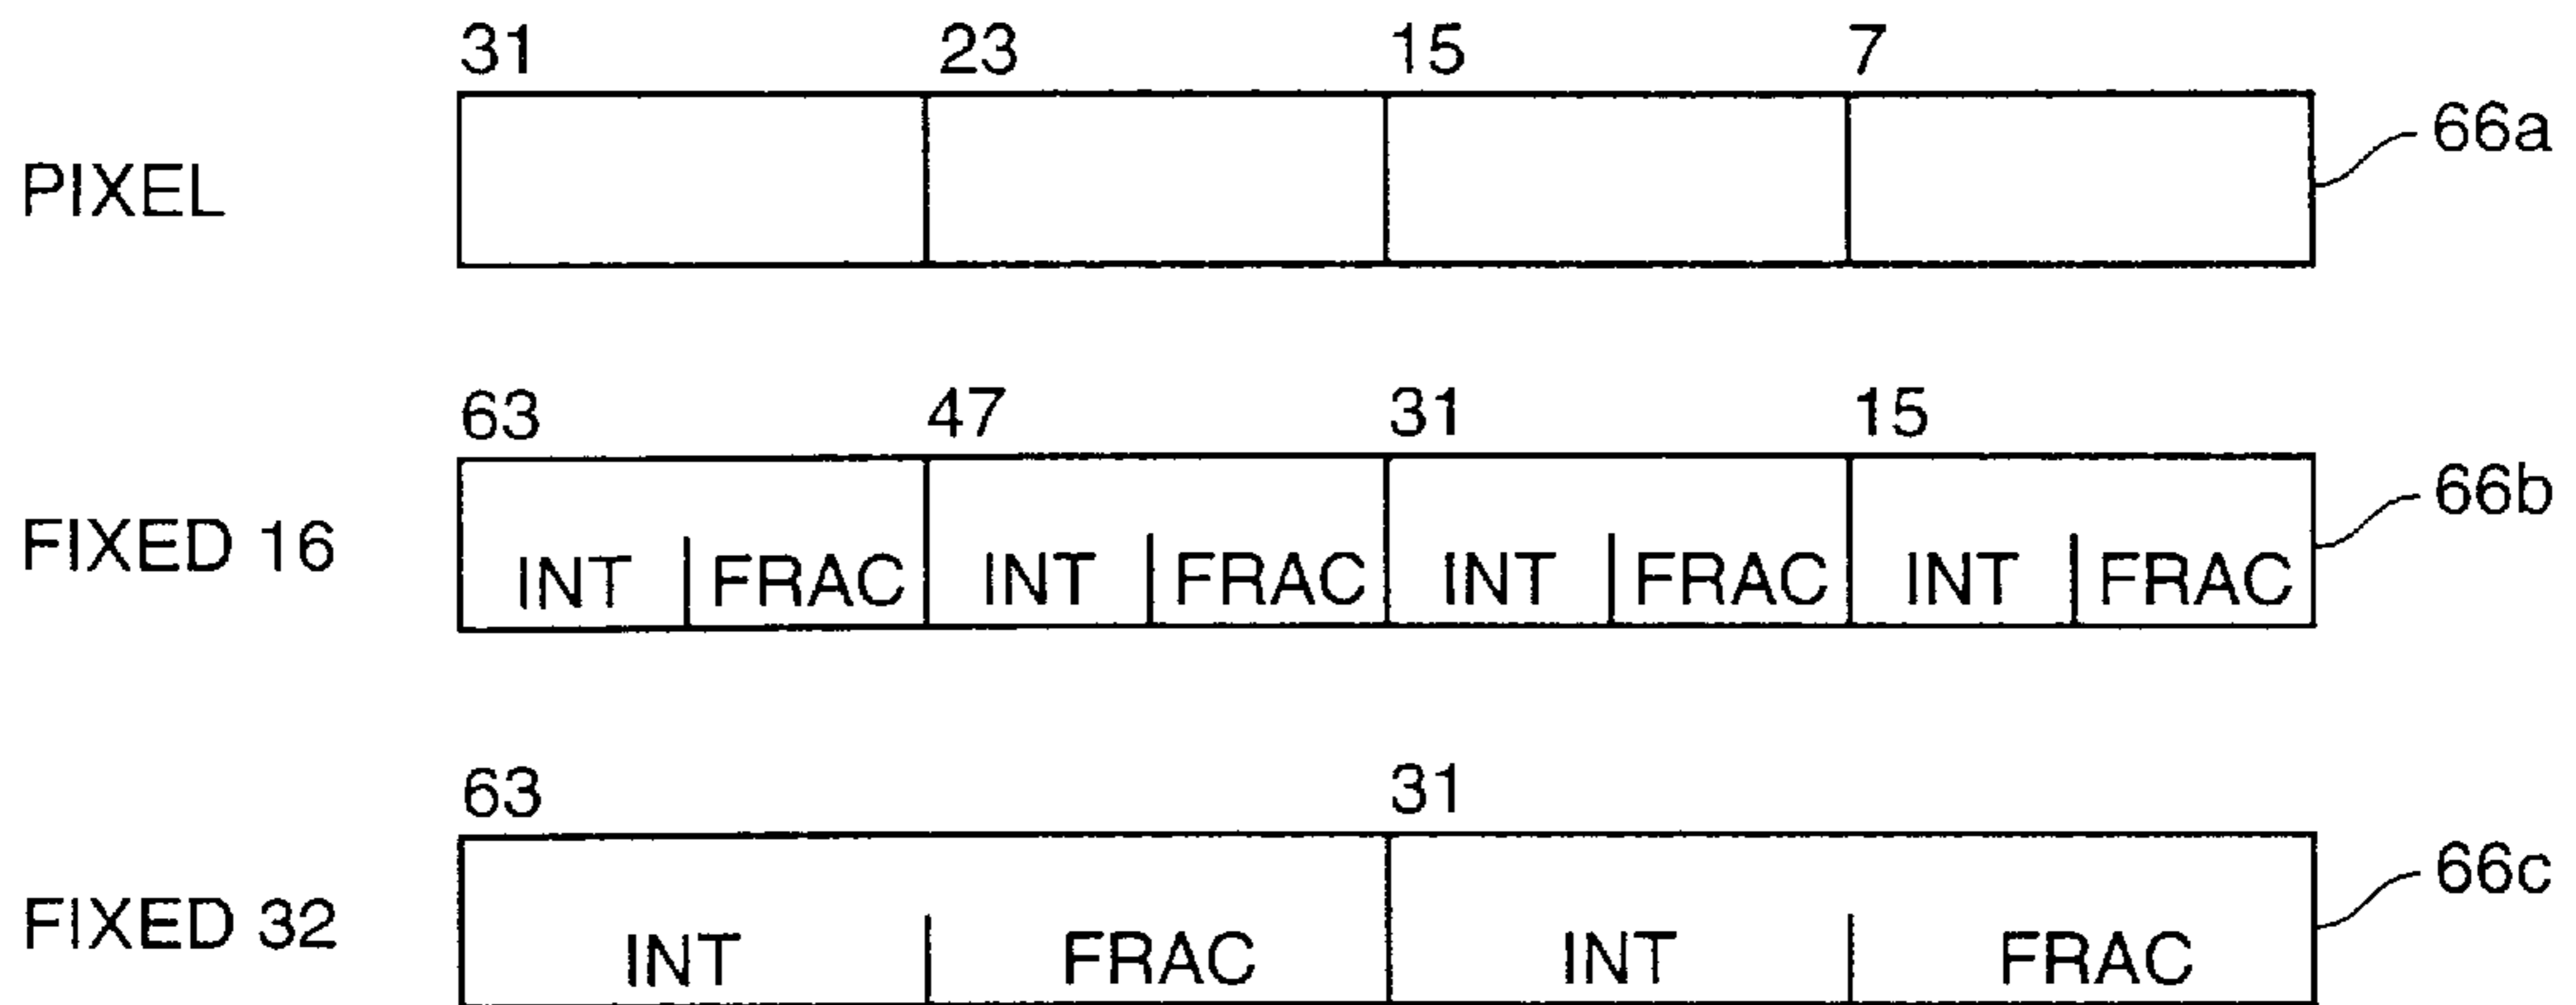 31 23 15 7
PIXEL 66a
63 47 31 15
FIXED 16 INT FRAC INT FRAC INT FRAC INT FRAC 66b
63 31
FIXED 32 INT FRAC INT FRAC 66c